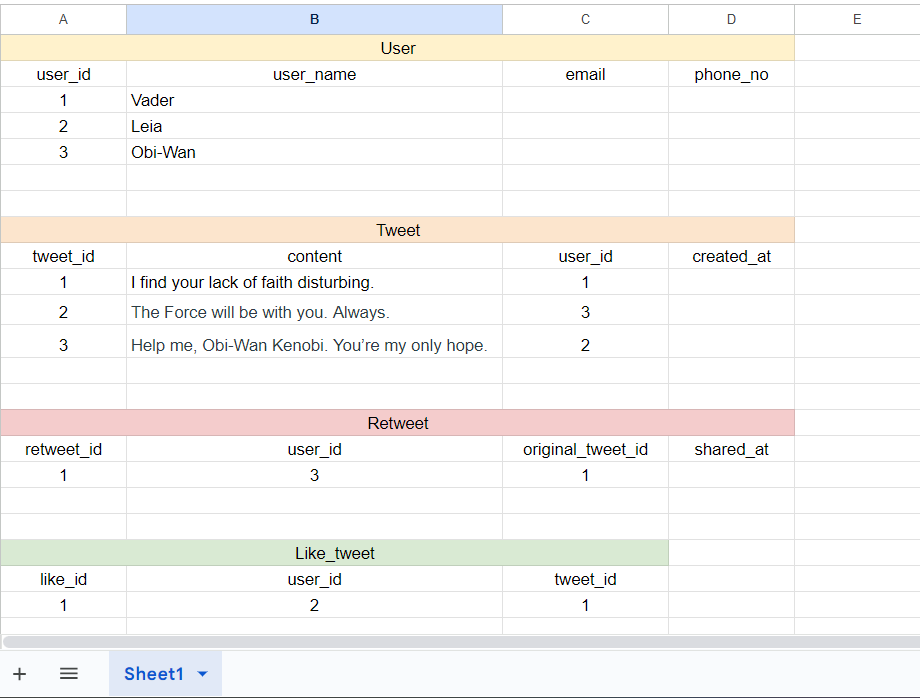 A B C D E
User
user_id user_name email phone_no
1 Vader
2 Leia
3 Obi-Wan
Tweet
tweet_id content user_id created_at
1 I find your lack of faith disturbing. 1
2 The Force will be with you. Always. 3
3 Help me, Obi-Wan Kenobi. You’re my only hope. 2
Retweet
retweet_id user_id original_tweet_id shared_at
1 3 1
Like_tweet
like_id user_id tweet_id
1 2 1
Sheet1